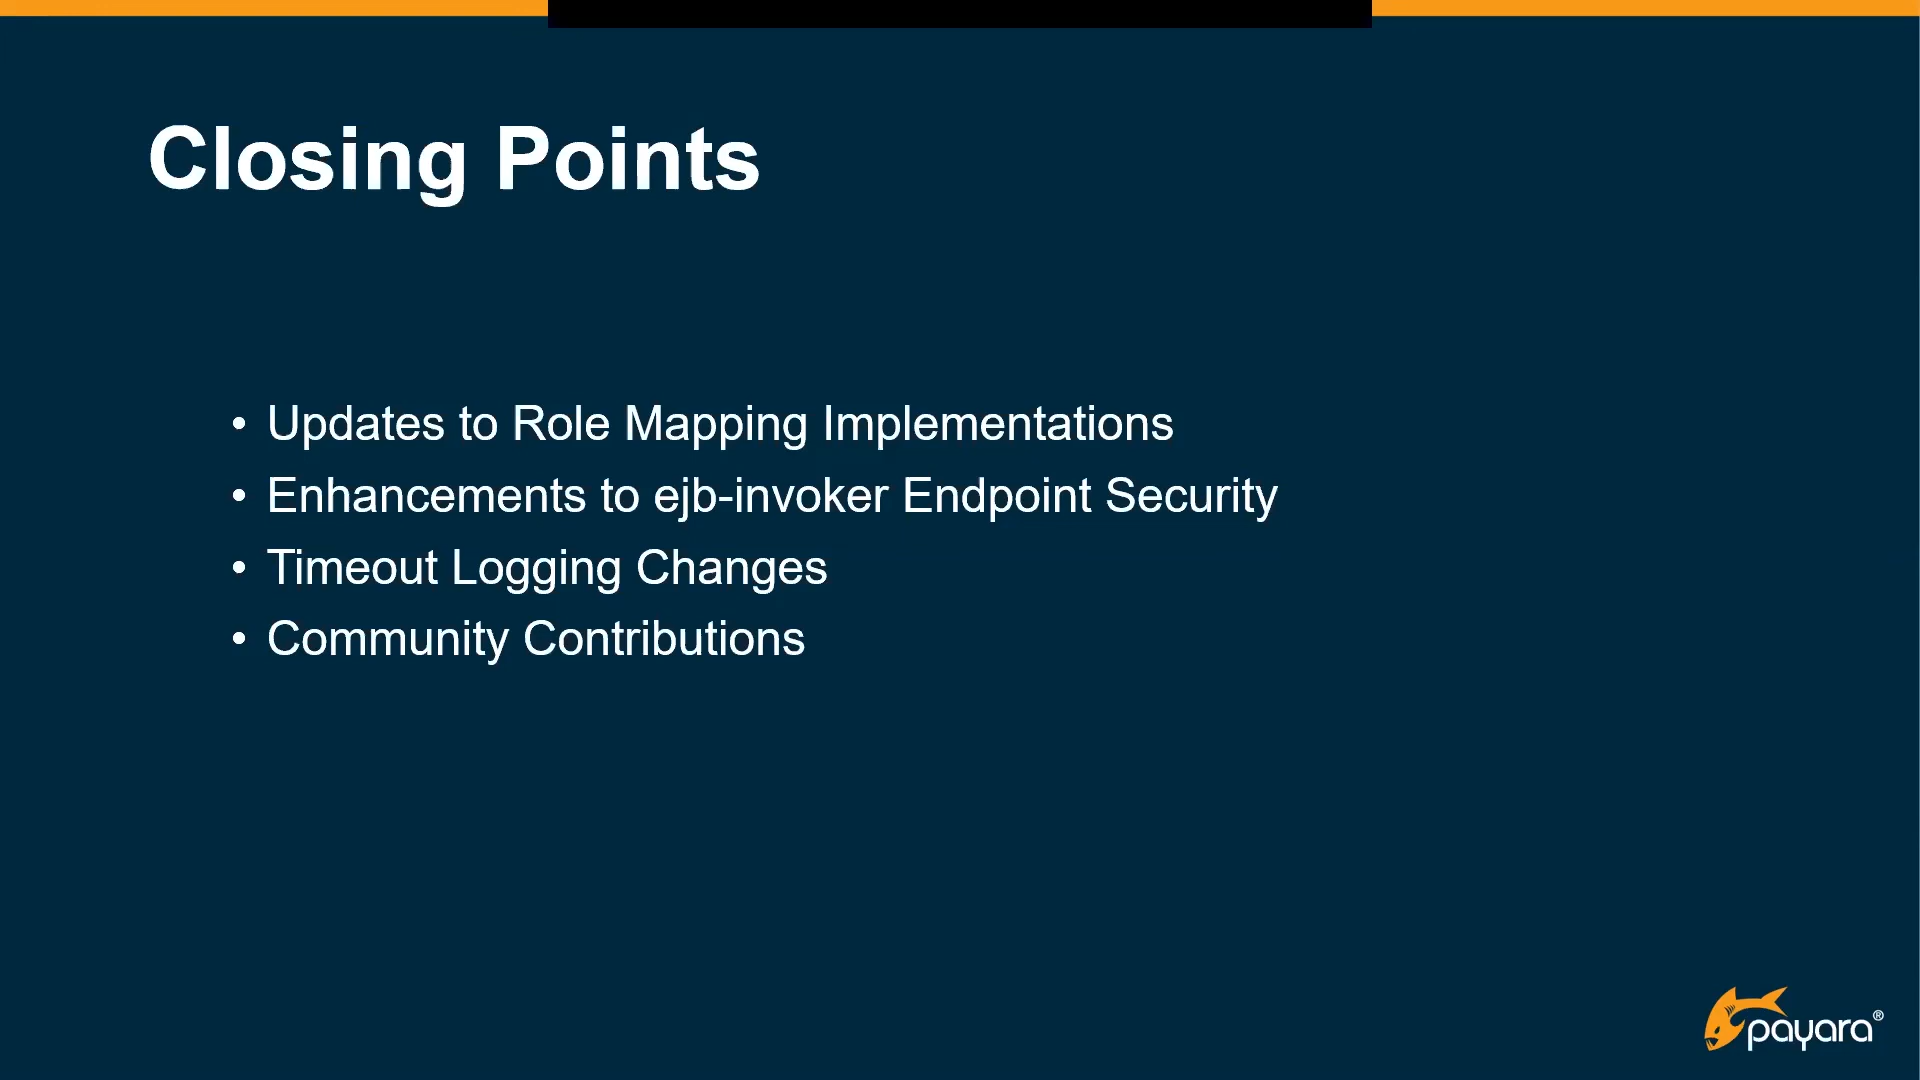 Closing Points
• Updates to Role Mapping Implementations
• Enhancements to ejb-invoker Endpoint Security
• Timeout Logging Changes
• Community Contributions
payara®